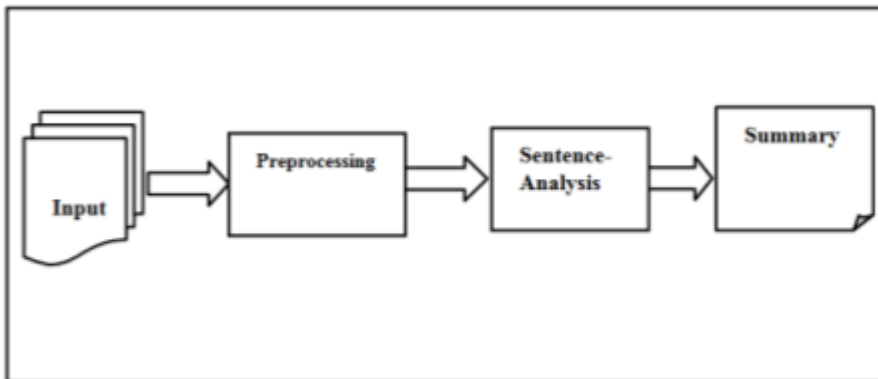 Input
Preprocessing
Sentence-
Analysis
Summary